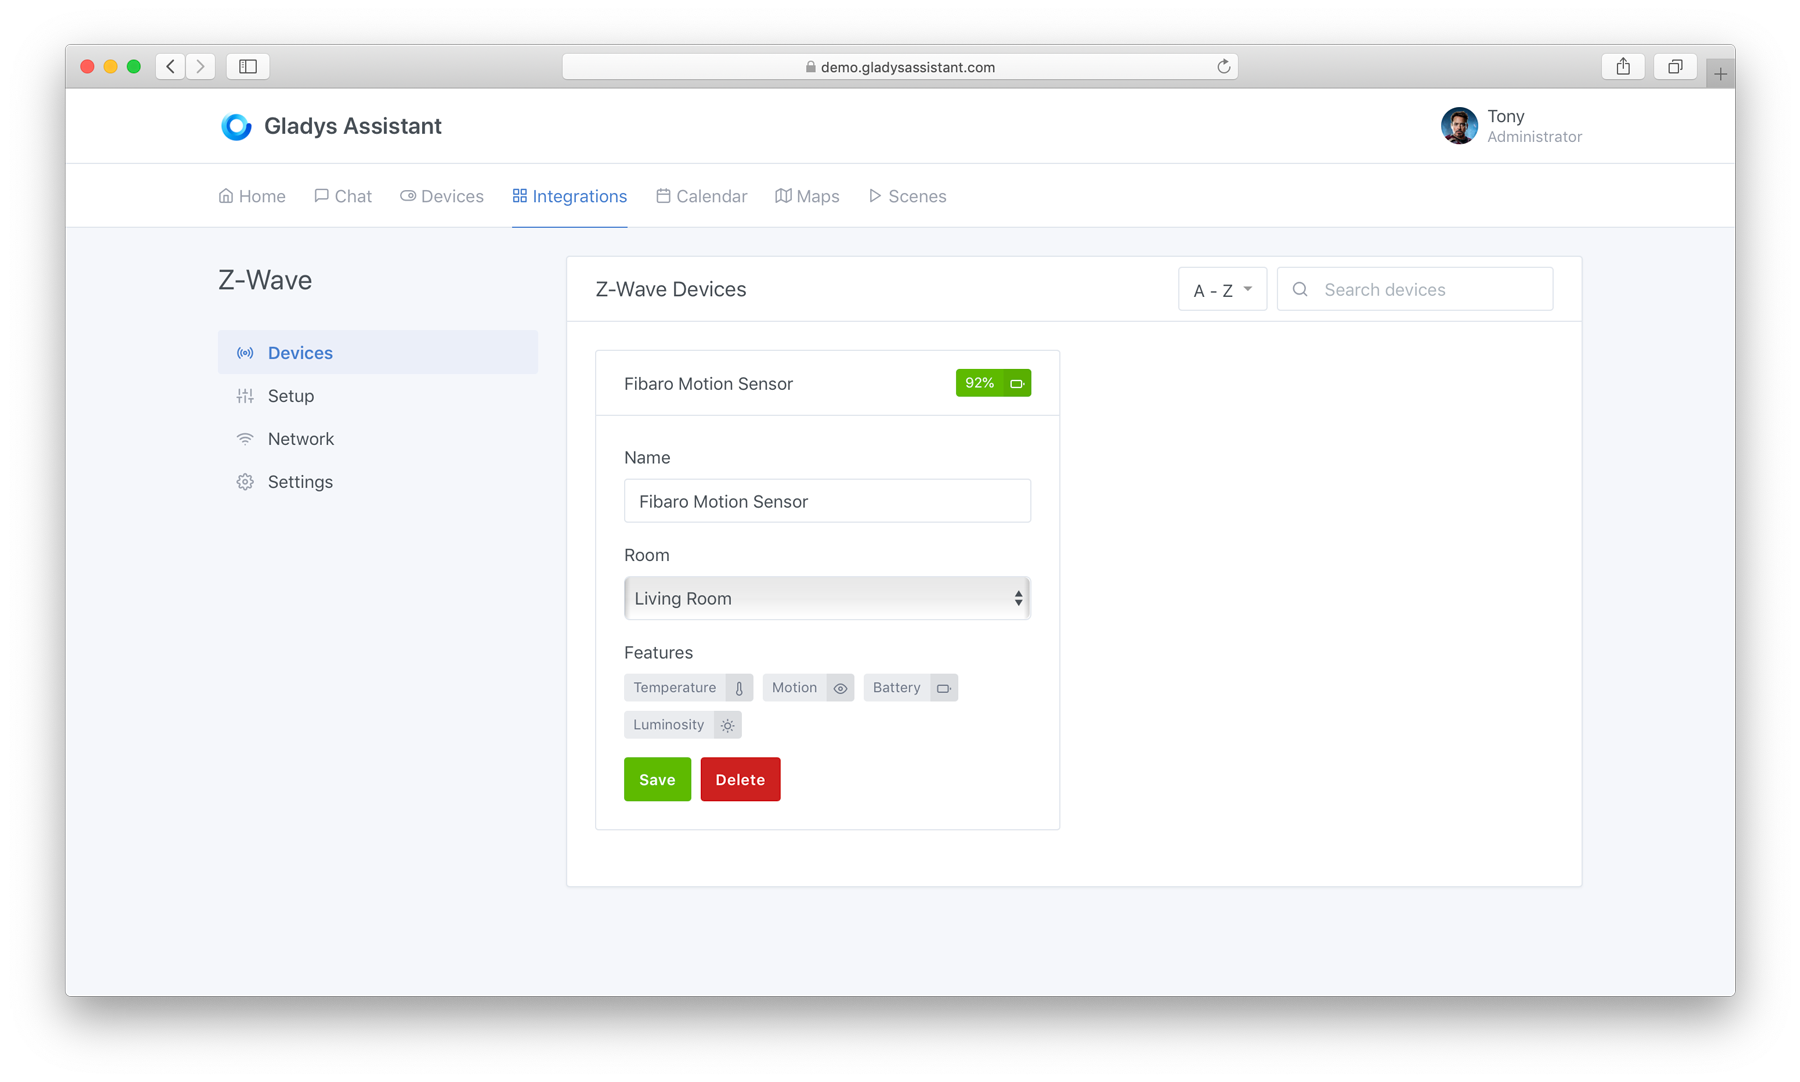 demo.gladysassistant.com
Gladys Assistant
Tony
Administrator
Home Chat Devices Integrations Calendar Maps Scenes
Z-Wave
Devices
Setup
Network
Settings
Z-Wave Devices
A - Z
Search devices
Fibaro Motion Sensor
92%
Name
Fibaro Motion Sensor
Room
Living Room
Features
Temperature Motion Battery
Luminosity
Save Delete